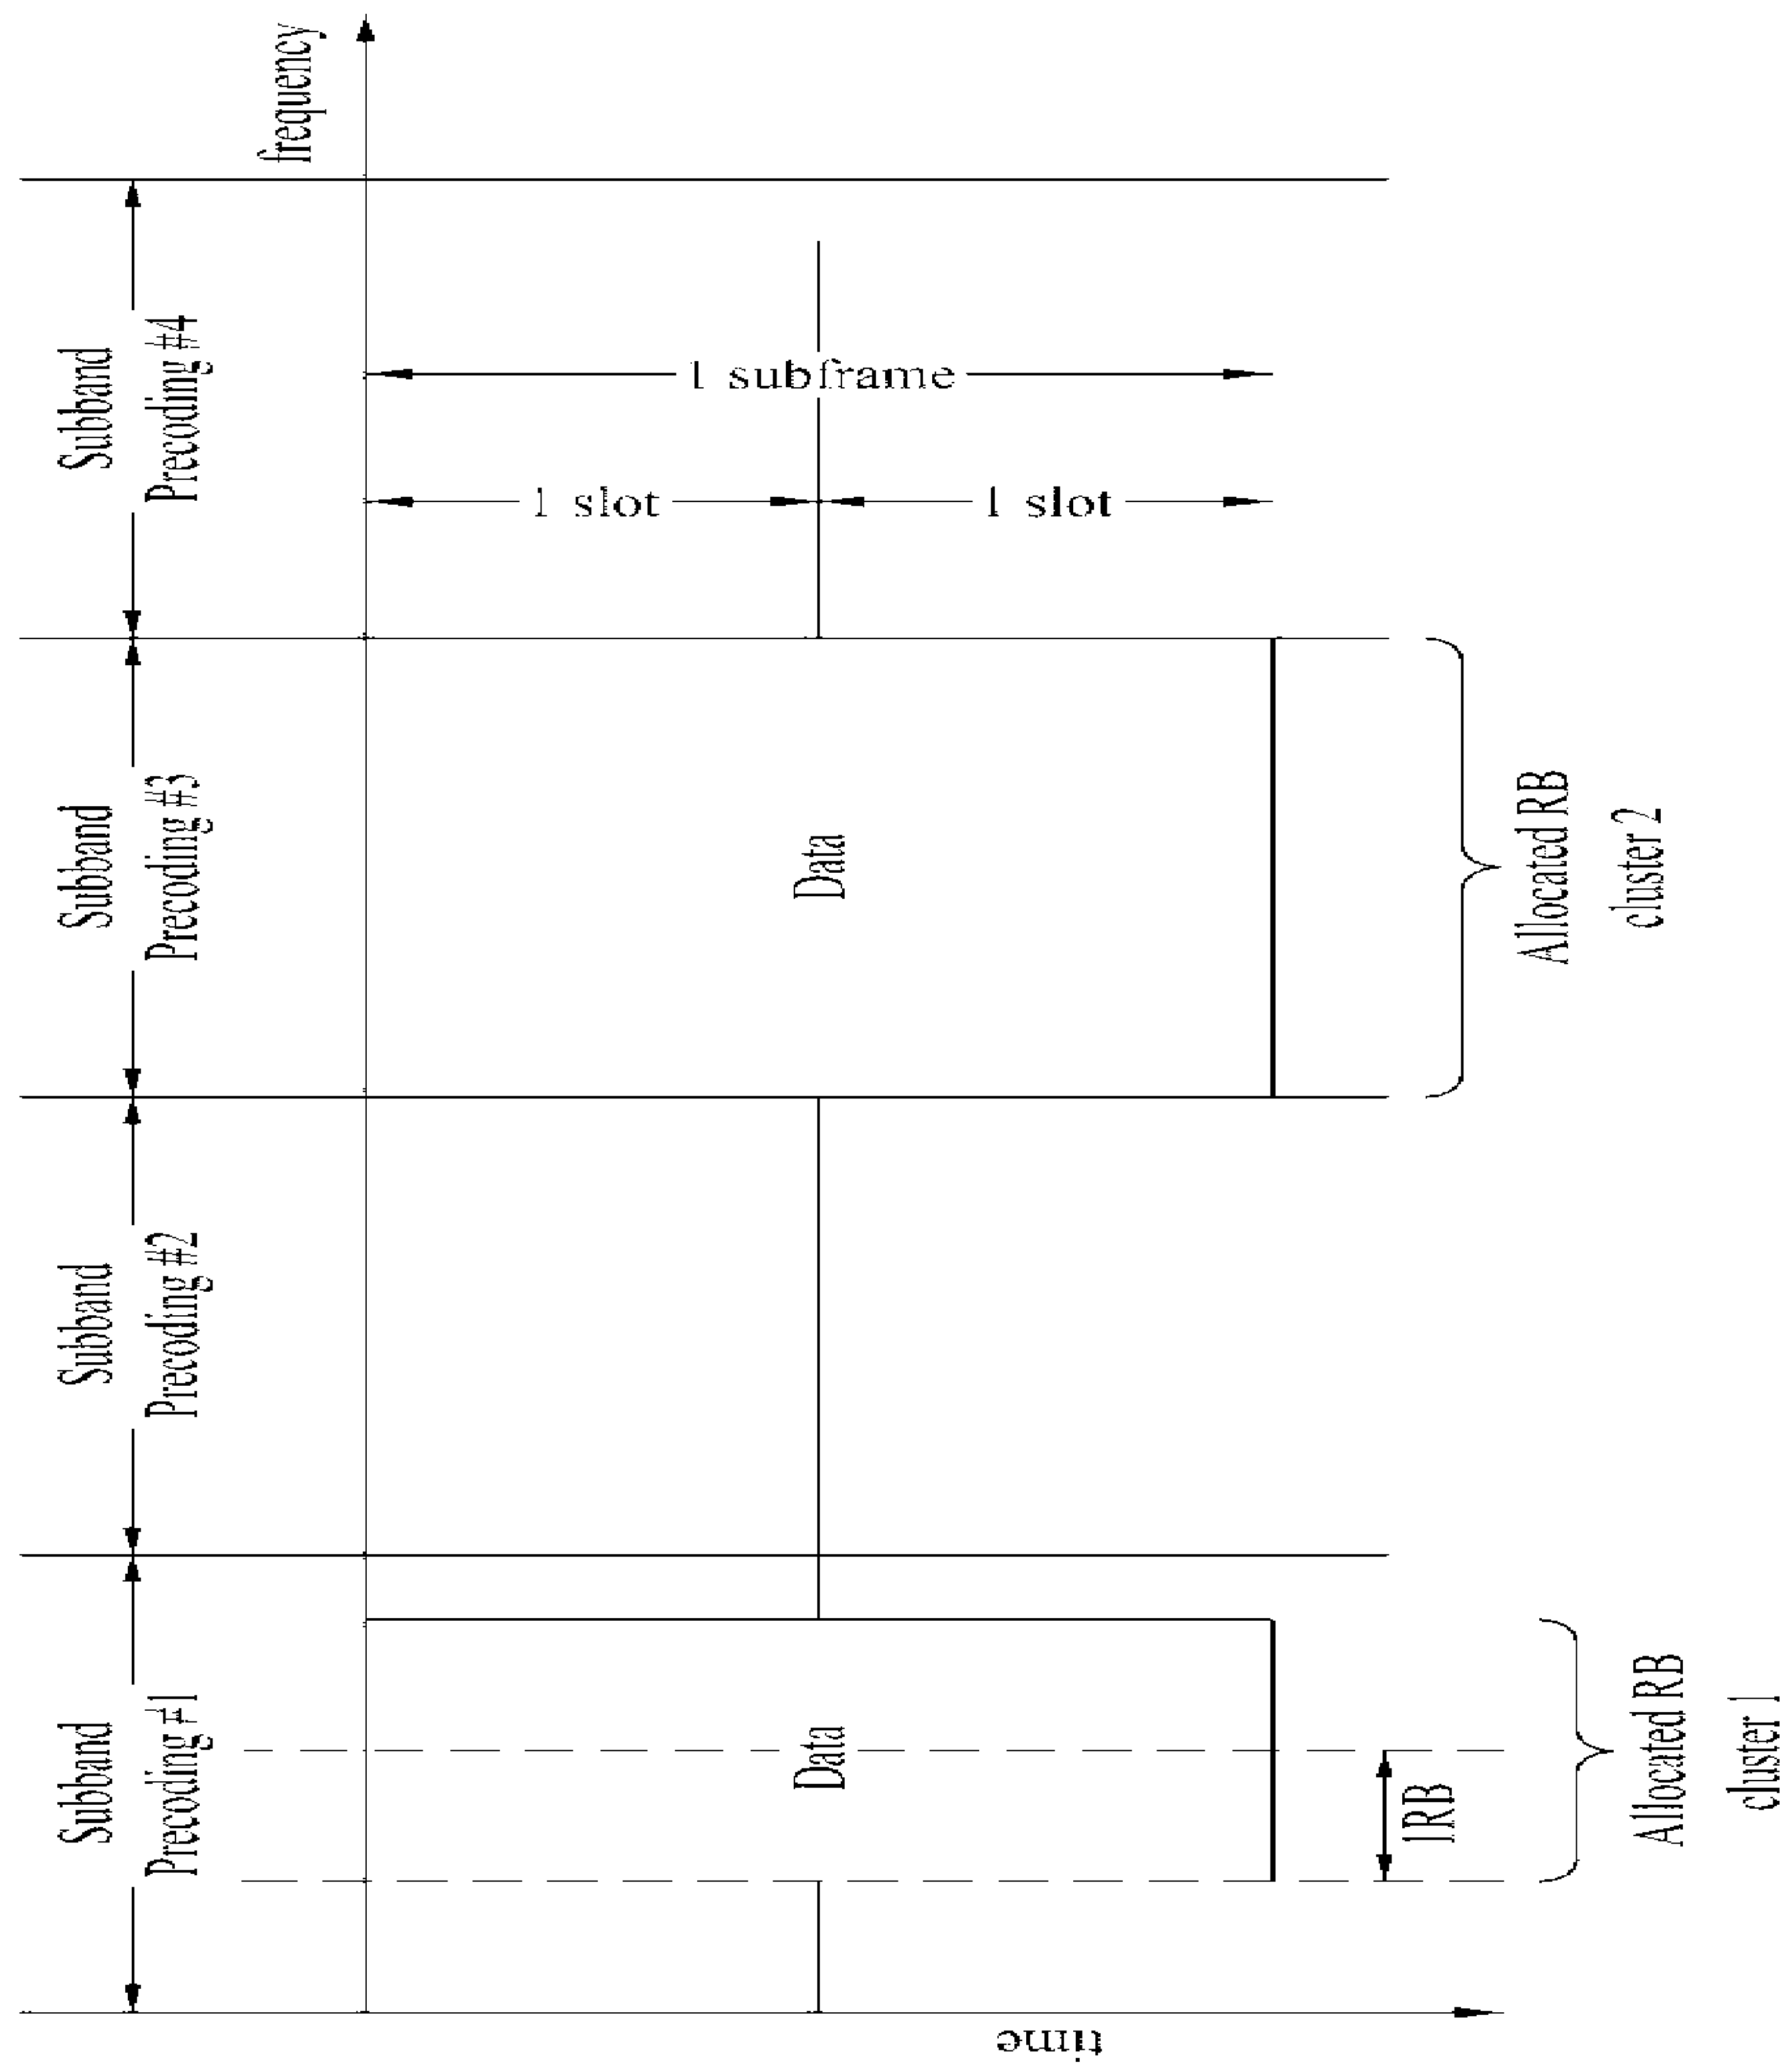 frequency
Subband
Precoding #4
1 subframe
1 slot
1 slot
Subband
Precoding #3
Data
Allocated RB
cluster 2
Subband
Precoding #2
Subband
Precoding #1
Data
1RB
Allocated RB
cluster 1
time